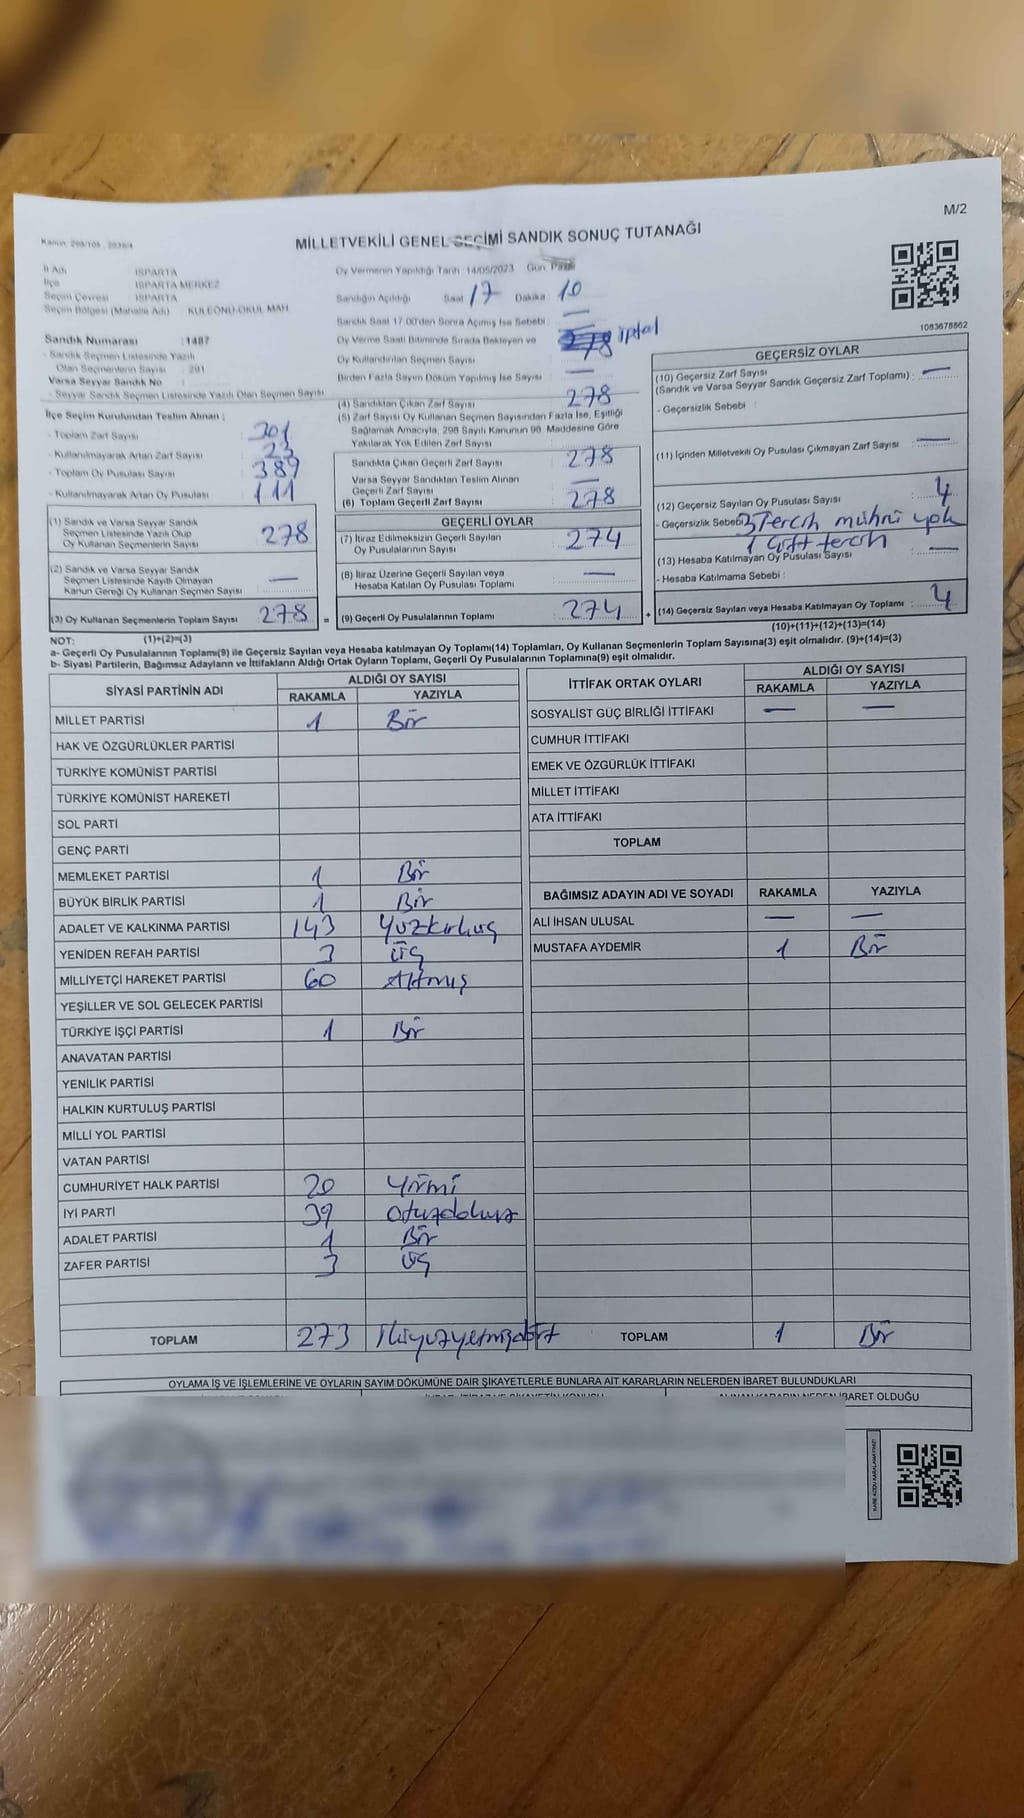 M/2
Kanun: 298/105 , 2839/4
MİLLETVEKİLİ GENEL SEÇİMİ SANDIK SONUÇ TUTANAĞI
İl Adı : ISPARTA
İlçe : ISPARTA MERKEZ
Seçim Çevresi : ISPARTA
Seçim Bölgesi (Mahalle Adı) : KULEÖNÜ-OKUL MAH.
Sandık Numarası : 1487
- Sandık Seçmen Listesinde Yazılı
Olan Seçmenlerin Sayısı : 291
Varsa Seyyar Sandık No :
- Seyyar Sandık Seçmen Listesinde Yazılı Olan Seçmen Sayısı :
İlçe Seçim Kurulundan Teslim Alınan :
- Toplam Zarf Sayısı : 301
- Kullanılmayarak Artan Zarf Sayısı : 23
- Toplam Oy Pusulası Sayısı : 389
- Kullanılmayarak Artan Oy Pusulası : 111
(1) Sandık ve Varsa Seyyar Sandık
Seçmen Listesinde Yazılı Olup
Oy Kullanan Seçmenlerin Sayısı : 278
(2) Sandık ve Varsa Seyyar Sandık
Seçmen Listesinde Kayıtlı Olmayan
Kanun Gereği Oy Kullanan Seçmen Sayısı : —
(3) Oy Kullanan Seçmenlerin Toplam Sayısı : 278 =
Oy Vermenin Yapıldığı Tarih : 14/05/2023 Gün : Pazar
Sandığın Açıldığı Saat : 17 Dakika : 10
Sandık Saat 17.00'den Sonra Açımış İse Sebebi : —
Oy Verme Saati Bitiminde Sırada Bekleyen ve
Oy Kullandırılan Seçmen Sayısı : 278 iptal
Birden Fazla Sayım Döküm Yapılmış İse Sayısı : —
(4) Sandıktan Çıkan Zarf Sayısı : 278
(5) Zarf Sayısı Oy Kullanan Seçmen Sayısından Fazla İse, Eşitliği
Sağlamak Amacıyla, 298 Sayılı Kanunun 98. Maddesine Göre
Yakılarak Yok Edilen Zarf Sayısı :
Sandıkta Çıkan Geçerli Zarf Sayısı : 278
Varsa Seyyar Sandıktan Teslim Alınan
Geçerli Zarf Sayısı : —
(6) Toplam Geçerli Zarf Sayısı : 278
GEÇERLİ OYLAR
(7) İtiraz Edilmeksizin Geçerli Sayılan
Oy Pusulalarının Sayısı : 274
(8) İtiraz Üzerine Geçerli Sayılan veya
Hesaba Katılan Oy Pusulası Toplamı : —
(9) Geçerli Oy Pusulalarının Toplamı : 274 +
1083678862
GEÇERSİZ OYLAR
(10) Geçersiz Zarf Sayısı
(Sandık ve Varsa Seyyar Sandık Geçersiz Zarf Toplamı) : —
- Geçersizlik Sebebi :
(11) İçinden Milletvekili Oy Pusulası Çıkmayan Zarf Sayısı : —
(12) Geçersiz Sayılan Oy Pusulası Sayısı : 4
- Geçersizlik Sebebi : 3 Tercih mühri yok
1 çift tercih
(13) Hesaba Katılmayan Oy Pusulası Sayısı : —
- Hesaba Katılmama Sebebi :
(14) Geçersiz Sayılan veya Hesaba Katılmayan Oy Toplamı : 4
NOT: (1)+(2)=(3)
(10)+(11)+(12)+(13)=(14)
a- Geçerli Oy Pusulalarının Toplamı(9) ile Geçersiz Sayılan veya Hesaba katılmayan Oy Toplamı(14) Toplamları, Oy Kullanan Seçmenlerin Toplam Sayısına(3) eşit olmalıdır. (9)+(14)=(3)
b- Siyasi Partilerin, Bağımsız Adayların ve İttifakların Aldığı Ortak Oyların Toplamı, Geçerli Oy Pusulalarının Toplamına(9) eşit olmalıdır.
SİYASİ PARTİNİN ADI ALDIĞI OY SAYISI
RAKAMLA YAZIYLA
MİLLET PARTİSİ 1 Bir
HAK VE ÖZGÜRLÜKLER PARTİSİ
TÜRKİYE KOMÜNİST PARTİSİ
TÜRKİYE KOMÜNİST HAREKETİ
SOL PARTİ
GENÇ PARTİ
MEMLEKET PARTİSİ 1 Bir
BÜYÜK BİRLİK PARTİSİ 1 Bir
ADALET VE KALKINMA PARTİSİ 143 Yüzkırküç
YENİDEN REFAH PARTİSİ 3 üç
MİLLİYETÇİ HAREKET PARTİSİ 60 Altmış
YEŞİLLER VE SOL GELECEK PARTİSİ
TÜRKİYE İŞÇİ PARTİSİ 1 Bir
ANAVATAN PARTİSİ
YENİLİK PARTİSİ
HALKIN KURTULUŞ PARTİSİ
MİLLİ YOL PARTİSİ
VATAN PARTİSİ
CUMHURİYET HALK PARTİSİ 20 Yirmi
İYİ PARTİ 39 otuzdokuz
ADALET PARTİSİ 1 Bir
ZAFER PARTİSİ 3 üç
TOPLAM 273 ikiyüzyetmişdört
İTTİFAK ORTAK OYLARI ALDIĞI OY SAYISI
RAKAMLA YAZIYLA
SOSYALİST GÜÇ BİRLİĞİ İTTİFAKI — —
CUMHUR İTTİFAKI
EMEK VE ÖZGÜRLÜK İTTİFAKI
MİLLET İTTİFAKI
ATA İTTİFAKI
TOPLAM
BAĞIMSIZ ADAYIN ADI VE SOYADI RAKAMLA YAZIYLA
ALİ İHSAN ULUSAL — —
MUSTAFA AYDEMİR 1 Bir
TOPLAM 1 Bir
OYLAMA İŞ VE İŞLEMLERİNE VE OYLARIN SAYIM DÖKÜMÜNE DAİR ŞİKAYETLERLE BUNLARA AİT KARARLARIN NELERDEN İBARET BULUNDUKLARI
İBARET OLDUĞU